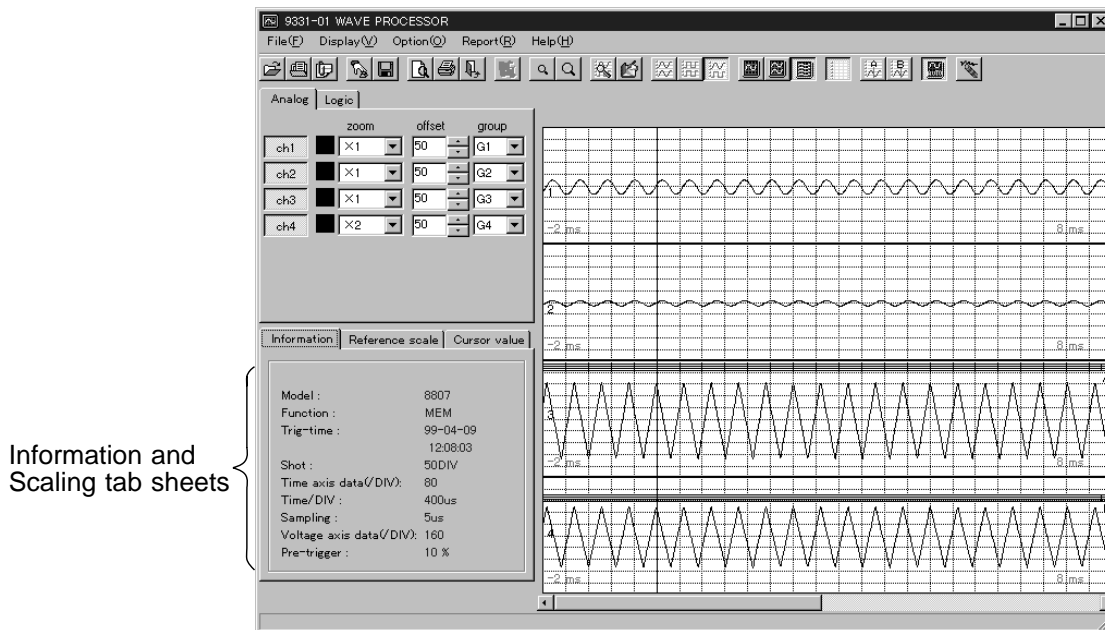 9331-01 WAVE PROCESSOR
File(F) Display(V) Option(O) Report(R) Help(H)
Analog Logic
zoom offset group
ch1 ×1 50 G1
ch2 ×1 50 G2
ch3 ×1 50 G3
ch4 ×2 50 G4
1
-2 ms 8 ms
2
-2 ms 8 ms
3
-2 ms 8 ms
4
-2 ms 8 ms
Information Reference scale Cursor value
Model : 8807
Function : MEM
Trig-time : 99-04-09
12:08:03
Shot : 50DIV
Time axis data(/DIV): 80
Time/DIV : 400us
Sampling : 5us
Voltage axis data(/DIV): 160
Pre-trigger : 10 %
Information and
Scaling tab sheets